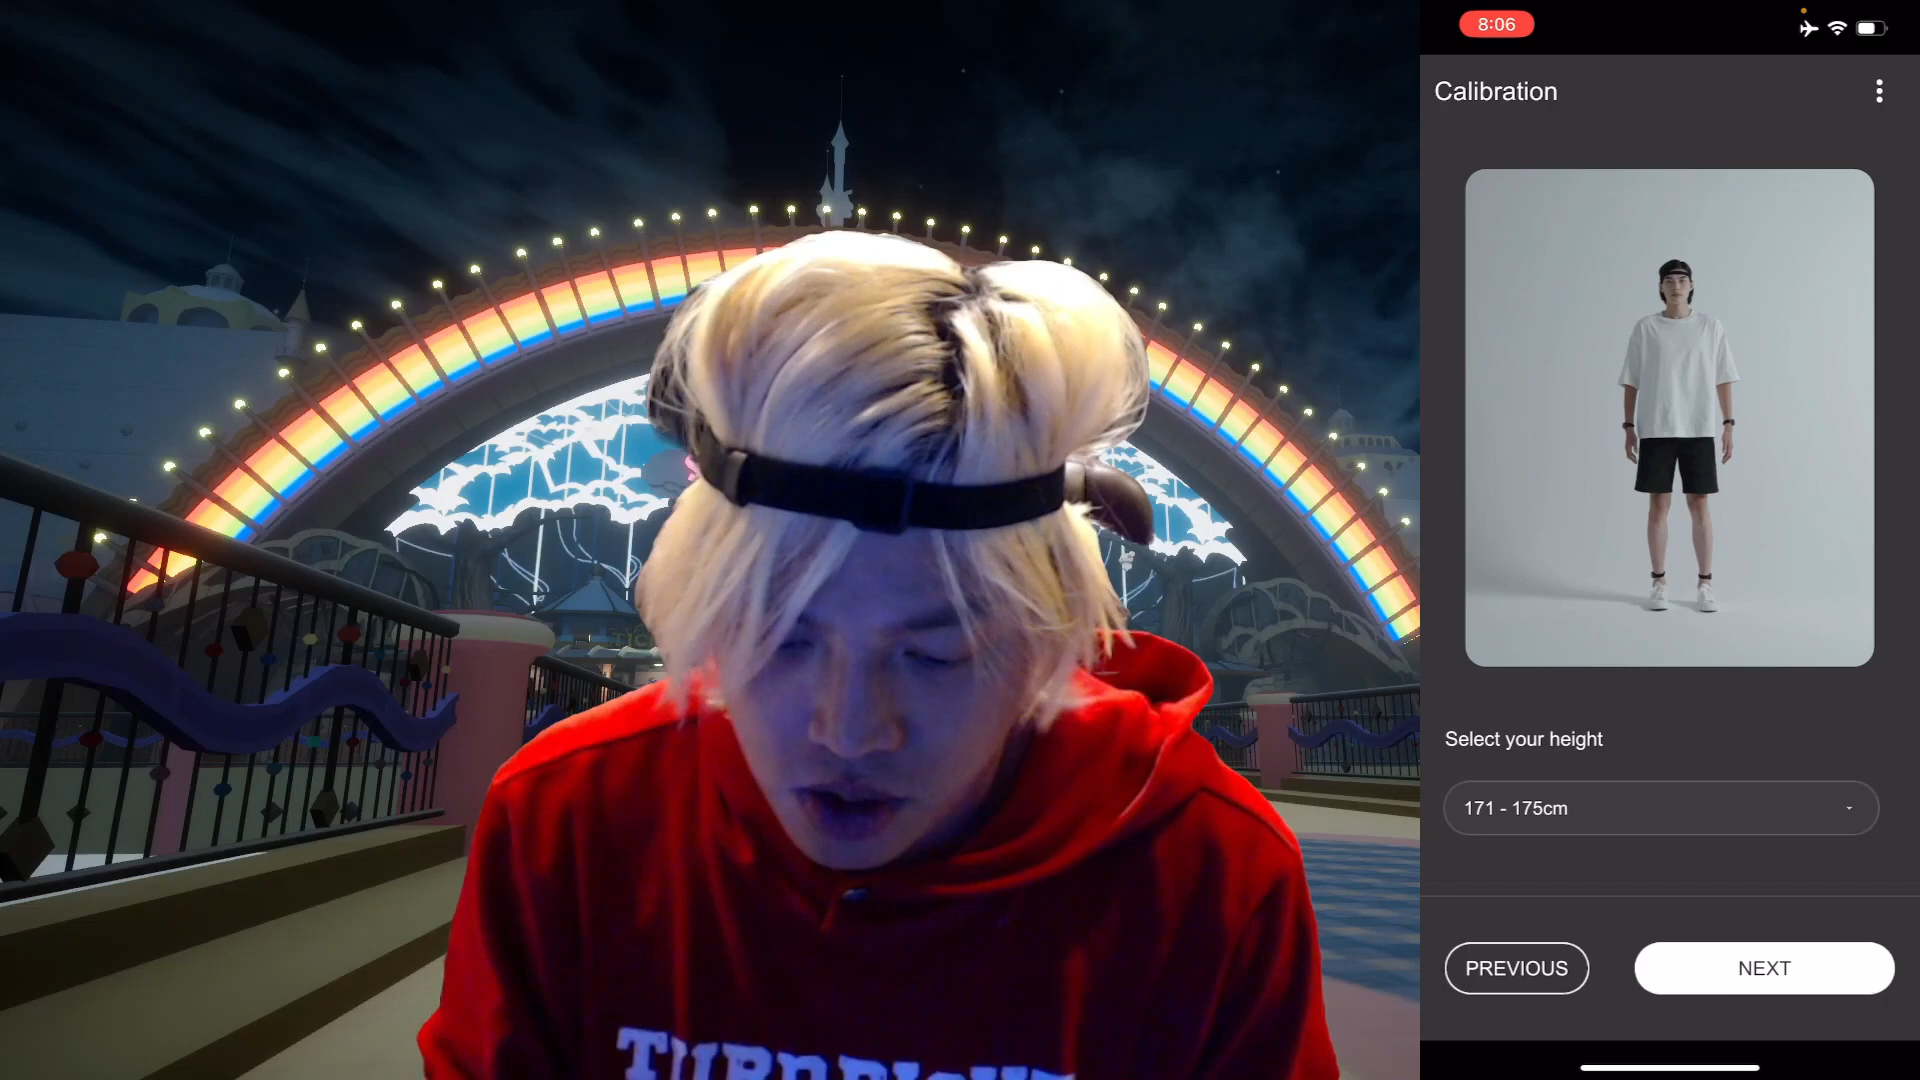 8:06
Calibration
Select your height
171 - 175cm
PREVIOUS
NEXT